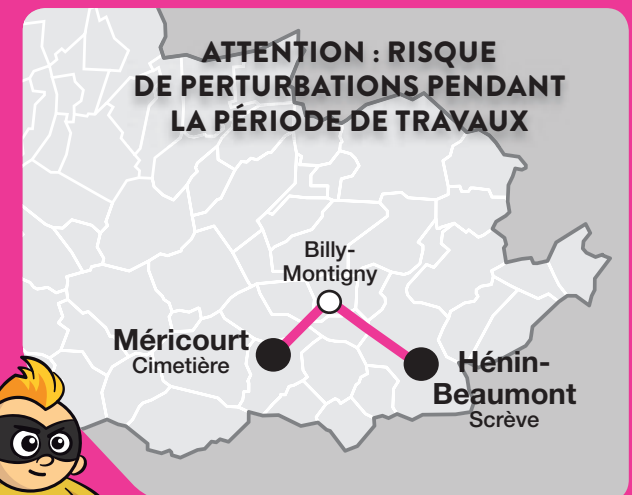 ATTENTION : RISQUE
DE PERTURBATIONS PENDANT
LA PÉRIODE DE TRAVAUX
Billy-
Montigny
Méricourt
Cimetière
Hénin-
Beaumont
Scrève